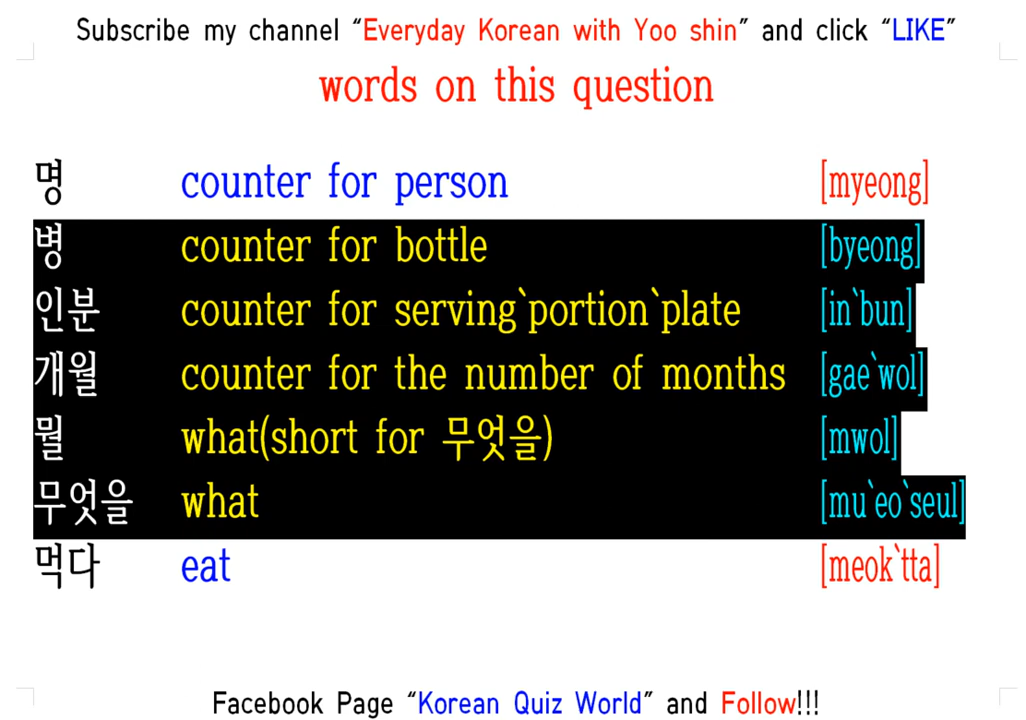 Subscribe my channel “Everyday Korean with Yoo shin” and click “LIKE”
words on this question
명 counter for person [myeong]
병 counter for bottle [byeong]
인분 counter for serving`portion`plate [in`bun]
개월 counter for the number of months [gae`wol]
뭘 what(short for 무엇을) [mwol]
무엇을 what [mu`eo`seul]
먹다 eat [meok`tta]
Facebook Page “Korean Quiz World” and Follow!!!